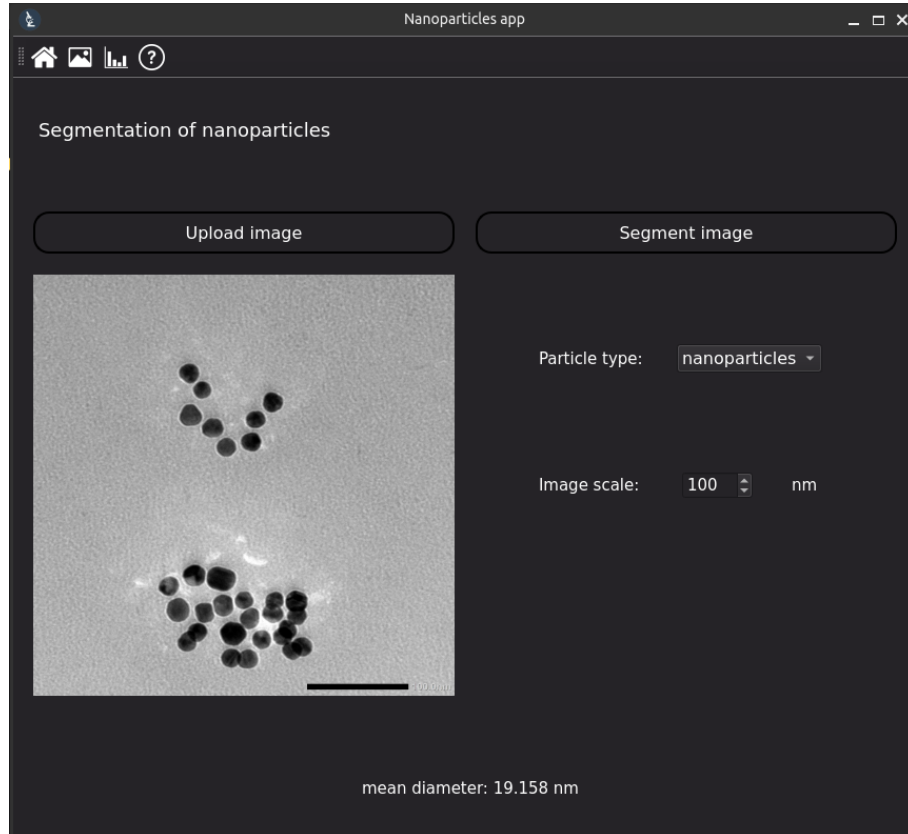 Nanoparticles app
Segmentation of nanoparticles
Upload image
Segment image
Particle type:
nanoparticles
Image scale:
100
nm
mean diameter: 19.158 nm